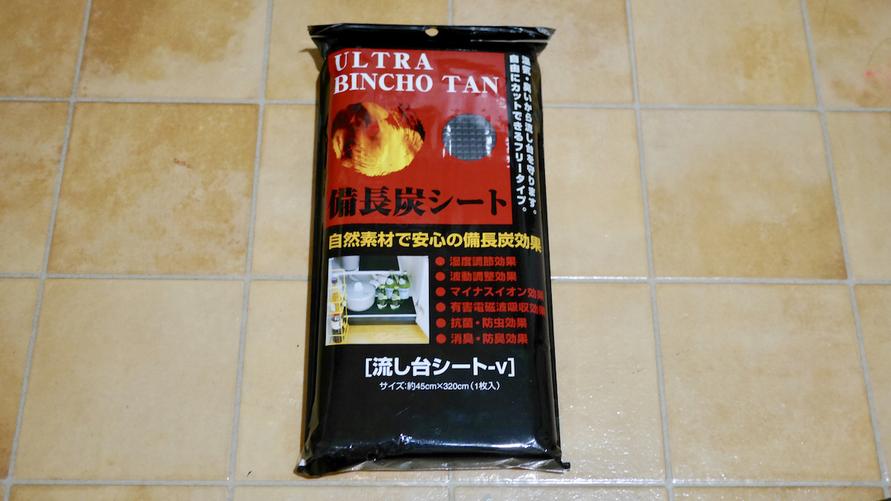 ULTRA
BINCHO TAN
湿気・臭いから流し台を守ります。
自由にカットできるフリータイプ。
備長炭シート
自然素材で安心の備長炭効果
● 湿度調節効果
● 波動調整効果
● マイナスイオン効果
● 有害電磁波吸収効果
● 抗菌・防虫効果
● 消臭・防臭効果
[流し台シート-v]
サイズ:約45cm×320cm(1枚入)